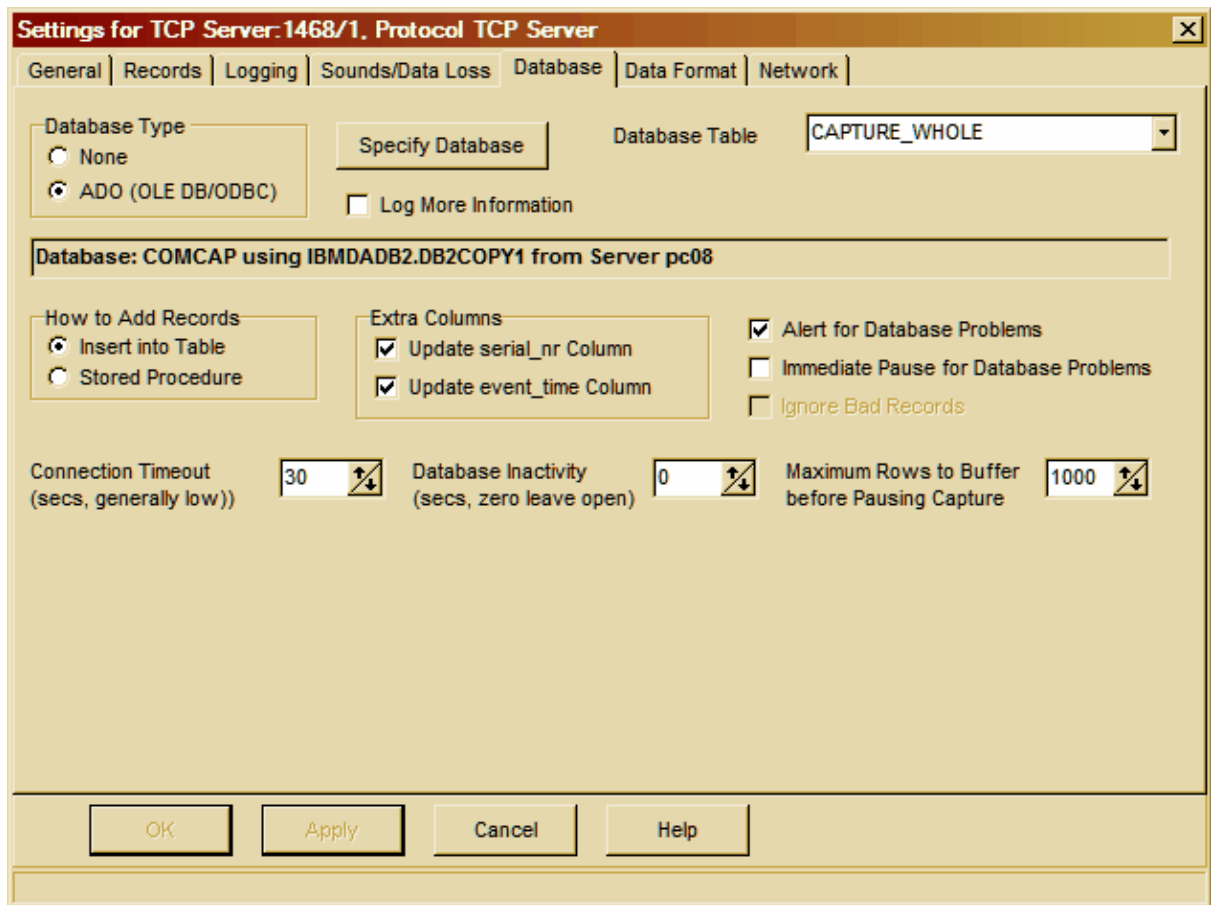 Settings for TCP Server:1468/1, Protocol TCP Server
General Records Logging Sounds/Data Loss Database Data Format Network
Database Type
None
ADO (OLE DB/ODBC)
Specify Database
Log More Information
Database Table CAPTURE_WHOLE
Database: COMCAP using IBMDADB2.DB2COPY1 from Server pc08
How to Add Records
Insert into Table
Stored Procedure
Extra Columns
Update serial_nr Column
Update event_time Column
Alert for Database Problems
Immediate Pause for Database Problems
Ignore Bad Records
Connection Timeout
(secs, generally low))
30
Database Inactivity
(secs, zero leave open)
0
Maximum Rows to Buffer
before Pausing Capture
1000
OK Apply Cancel Help